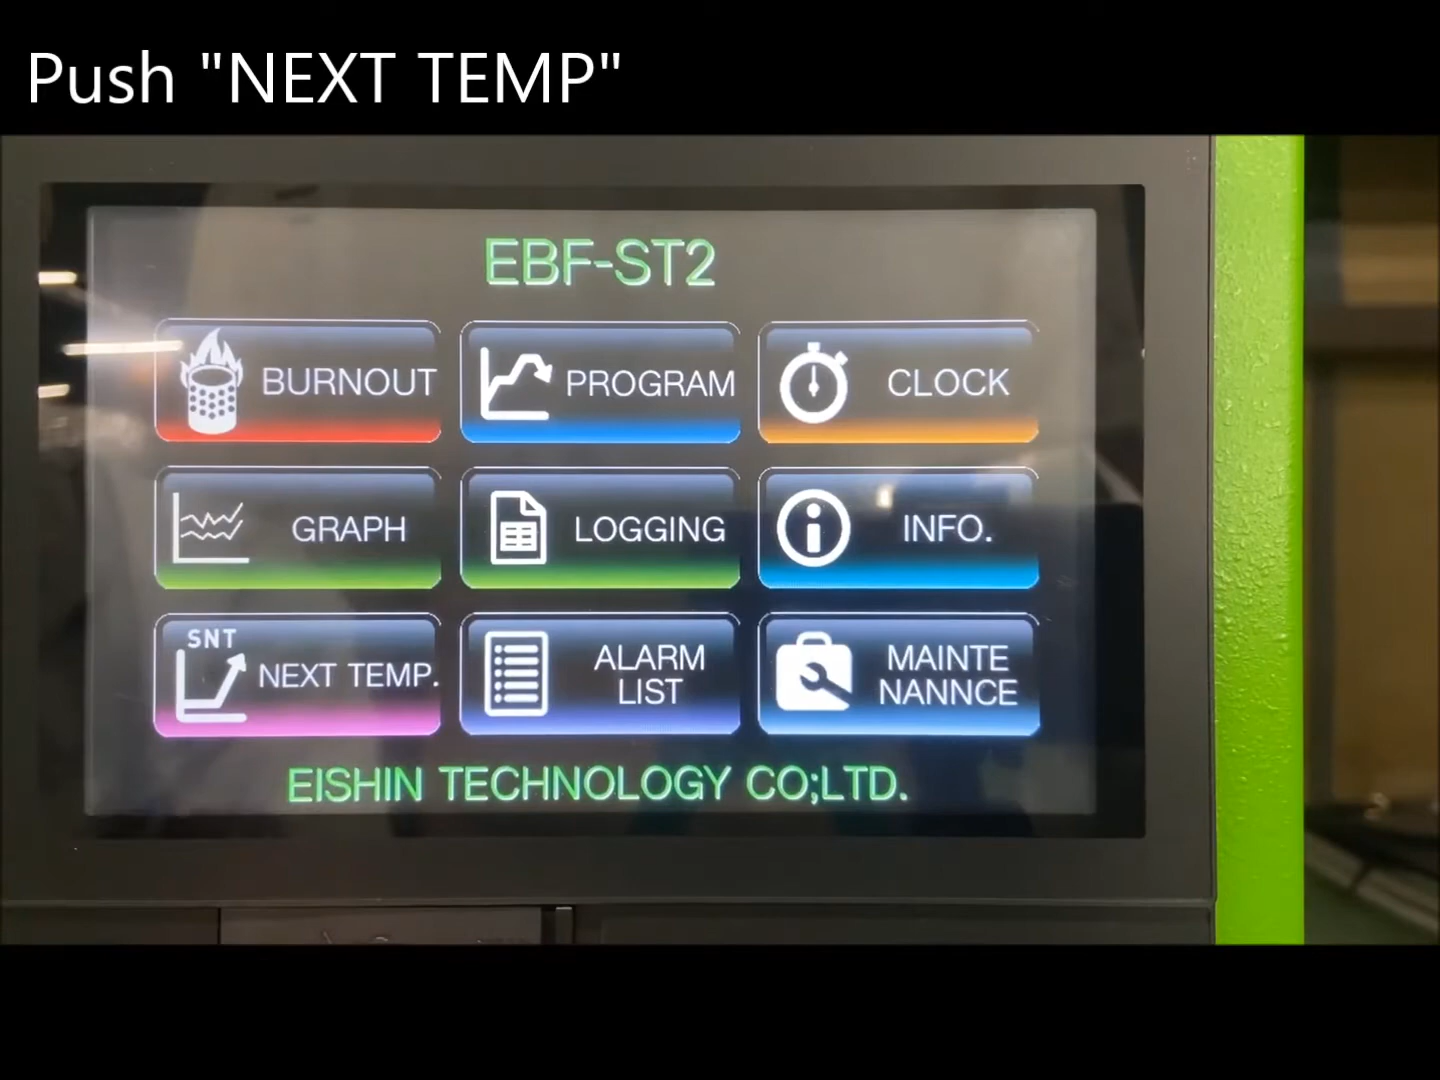 Push "NEXT TEMP"
EBF-ST2
BURNOUT
PROGRAM
CLOCK
GRAPH
LOGGING
INFO.
SNT
NEXT TEMP.
ALARM
LIST
MAINTE
NANNCE
EISHIN TECHNOLOGY CO;LTD.